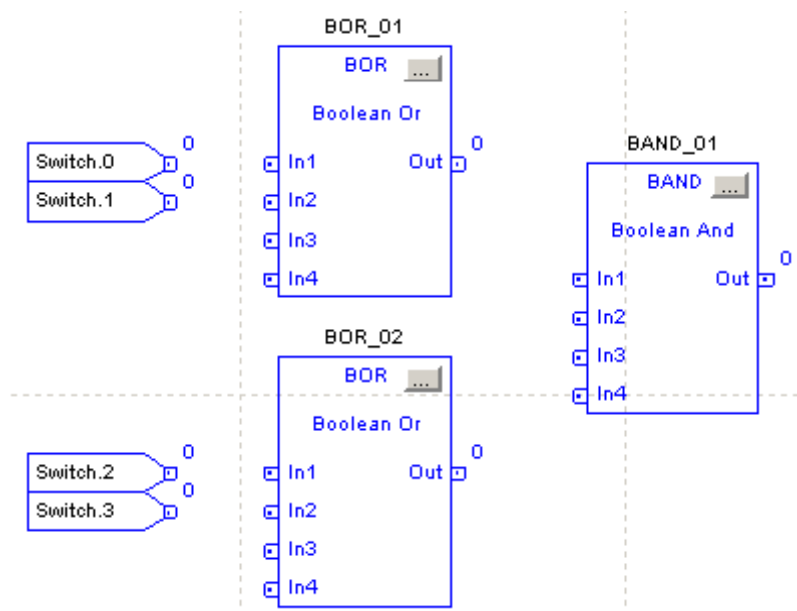 BOR_01
BOR ...
Boolean Or
0
Switch.0
In1 Out 0
0
Switch.1
In2
In3
In4
BAND_01
BAND ...
Boolean And
In1 Out 0
In2
In3
In4
BOR_02
BOR ...
Boolean Or
0
Switch.2
In1 Out 0
0
Switch.3
In2
In3
In4